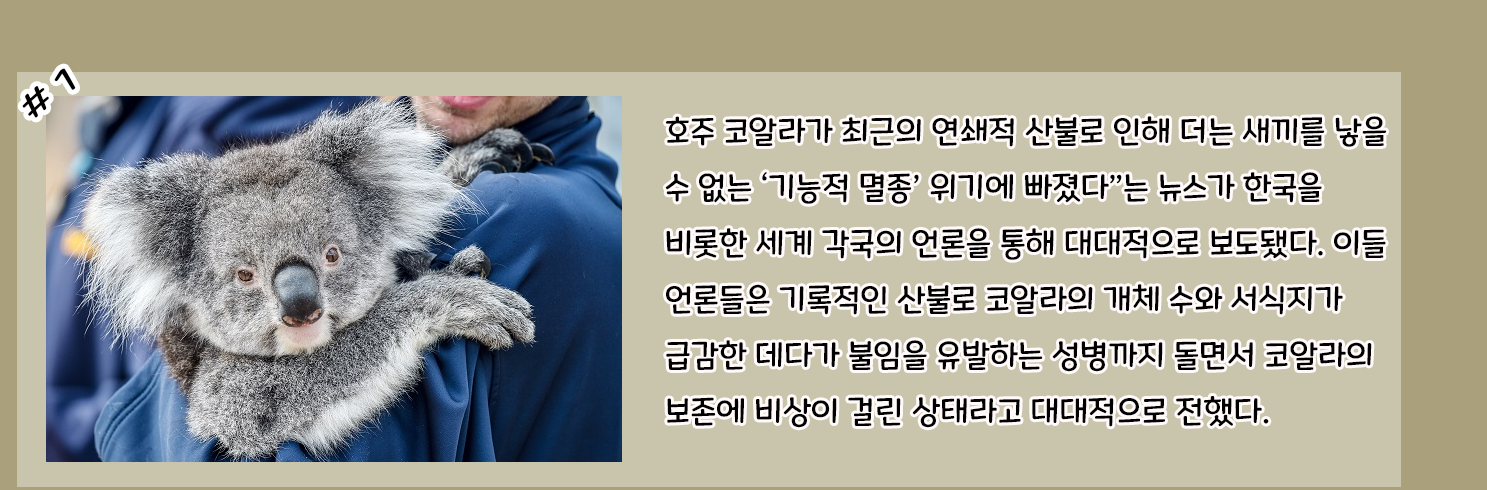 #1
호주 코알라가 최근의 연쇄적 산불로 인해 더는 새끼를 낳을
수 없는 ‘기능적 멸종’ 위기에 빠졌다”는 뉴스가 한국을
비롯한 세계 각국의 언론을 통해 대대적으로 보도됐다. 이들
언론들은 기록적인 산불로 코알라의 개체 수와 서식지가
급감한 데다가 불임을 유발하는 성병까지 돌면서 코알라의
보존에 비상이 걸린 상태라고 대대적으로 전했다.